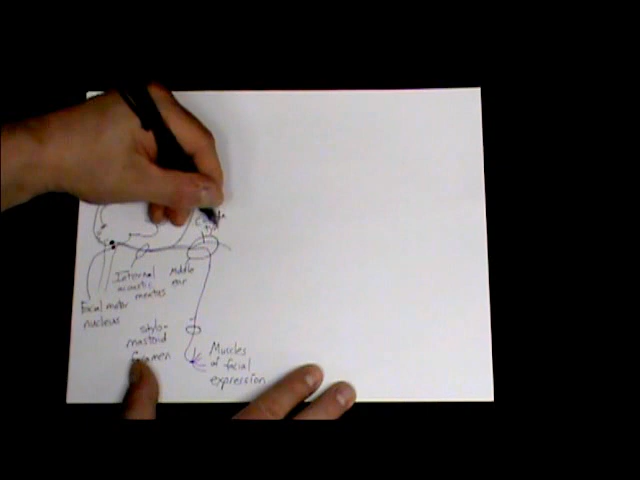 Internal
acoustic
meatus
Middle
ear
Facial motor
nucleus
stylo-
mastoid
foramen
Muscles
of facial
expression